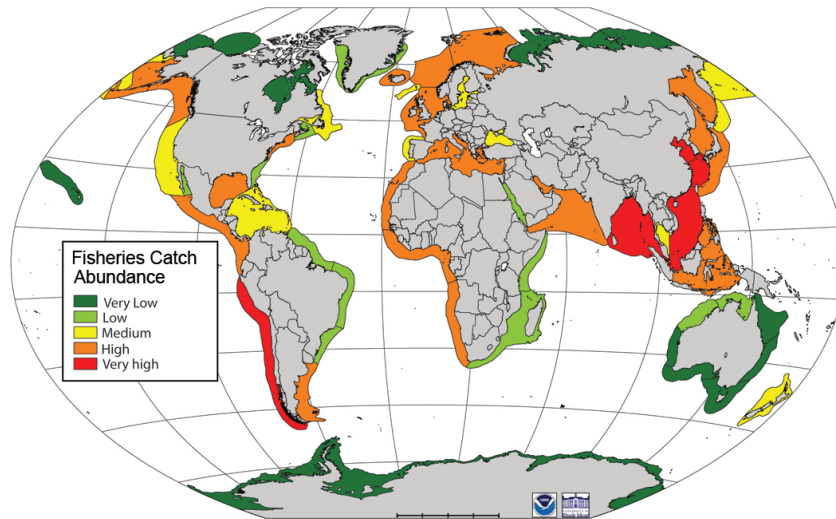 Fisheries Catch
Abundance
Very Low
Low
Medium
High
Very high